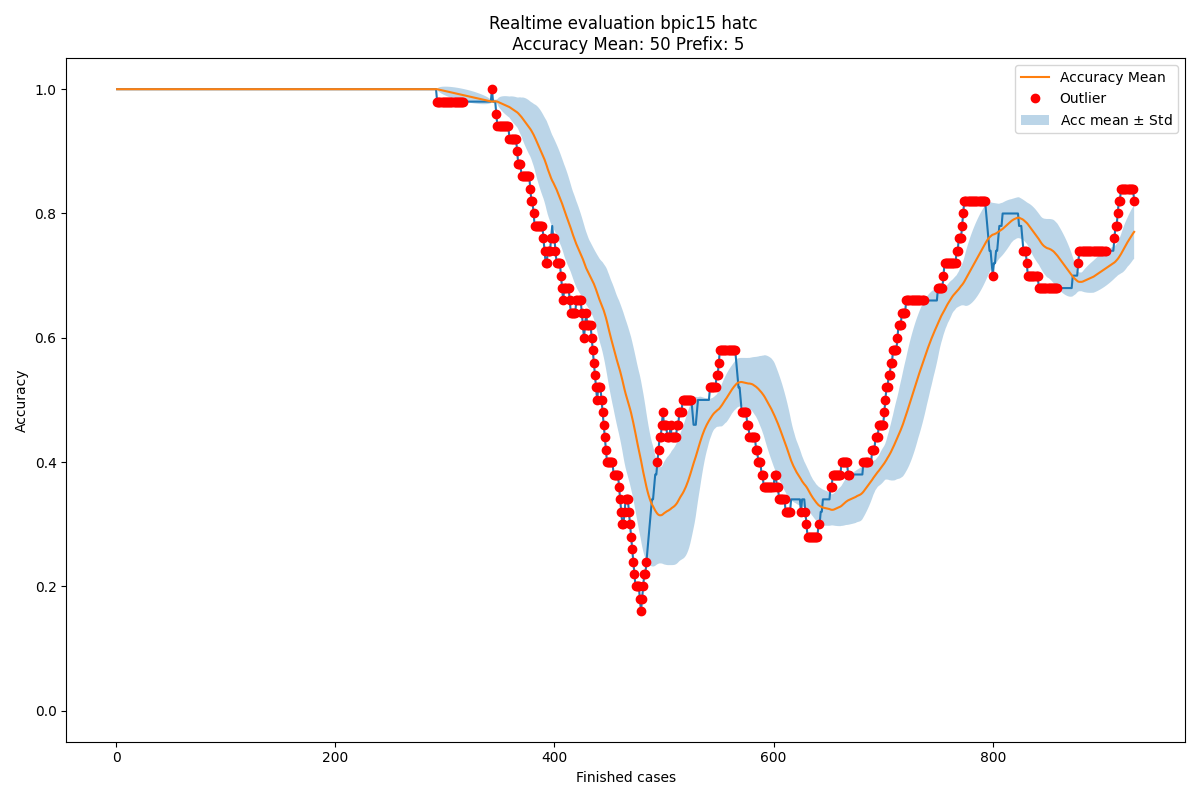 Realtime evaluation bpic15 hatc
Accuracy Mean: 50 Prefix: 5
Accuracy Mean
Outlier
Acc mean ± Std
1.0
0.8
0.6
0.4
0.2
0.0
Accuracy
0
200
400
600
800
Finished cases